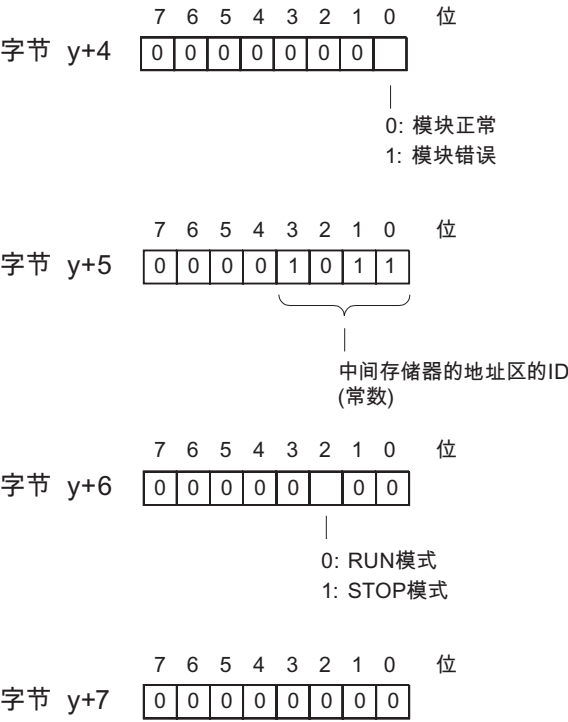 7 6 5 4 3 2 1 0 位
字节 y+4 0 0 0 0 0 0 0
0: 模块正常
1: 模块错误
7 6 5 4 3 2 1 0 位
字节 y+5 0 0 0 0 1 0 1 1
中间存储器的地址区的ID
(常数)
7 6 5 4 3 2 1 0 位
字节 y+6 0 0 0 0 0 0 0
0: RUN模式
1: STOP模式
7 6 5 4 3 2 1 0 位
字节 y+7 0 0 0 0 0 0 0 0